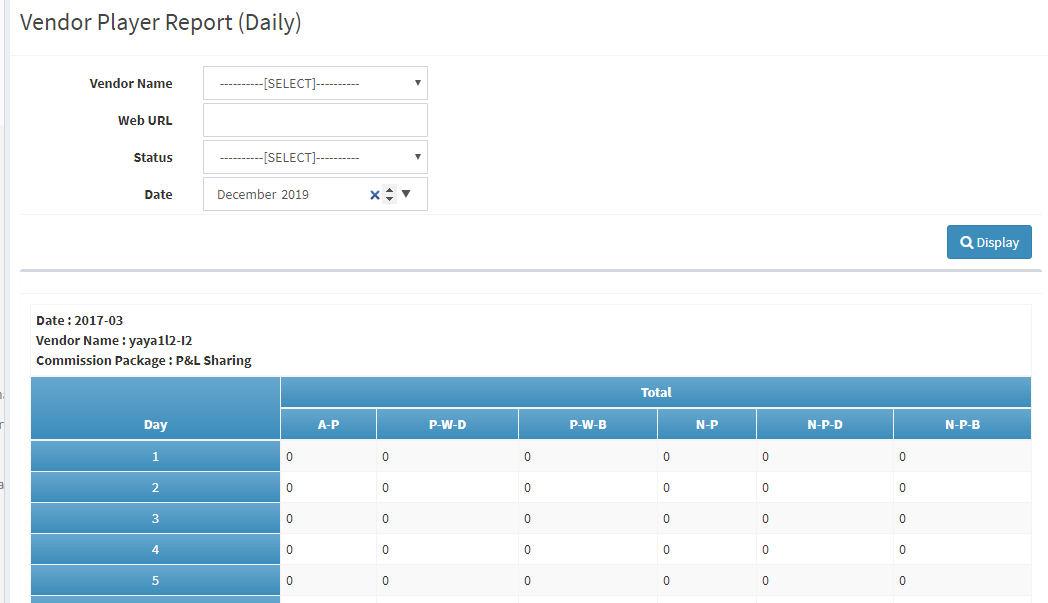 Vendor Player Report (Daily)
Vendor Name ----------[SELECT]----------
Web URL
Status ----------[SELECT]----------
Date December 2019
Display
Date : 2017-03
Vendor Name : yaya1l2-l2
Commission Package : P&L Sharing
Day Total
A-P P-W-D P-W-B N-P N-P-D N-P-B
1 0 0 0 0 0 0
2 0 0 0 0 0 0
3 0 0 0 0 0 0
4 0 0 0 0 0 0
5 0 0 0 0 0 0